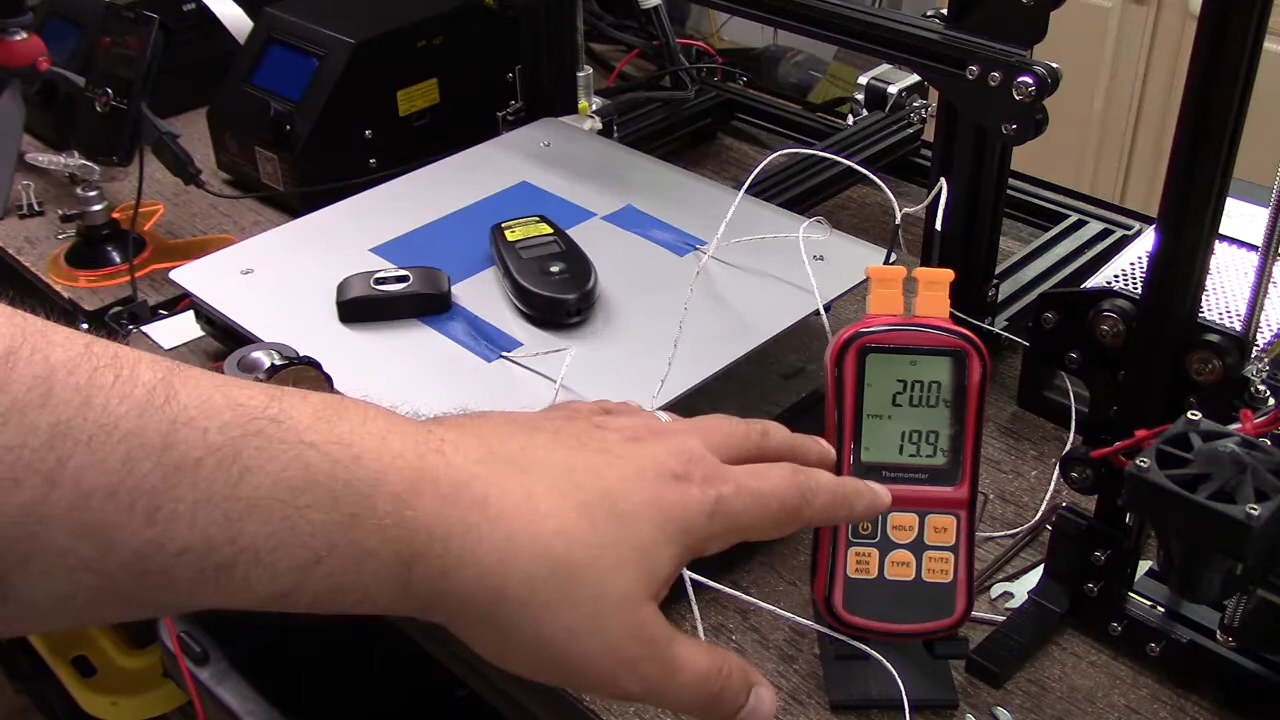 20.0 °C
TYPE K
19.9 °C
Thermometer
HOLD
°C/F
MAX
MIN
AVG
TYPE
T1/T2
T1-T2